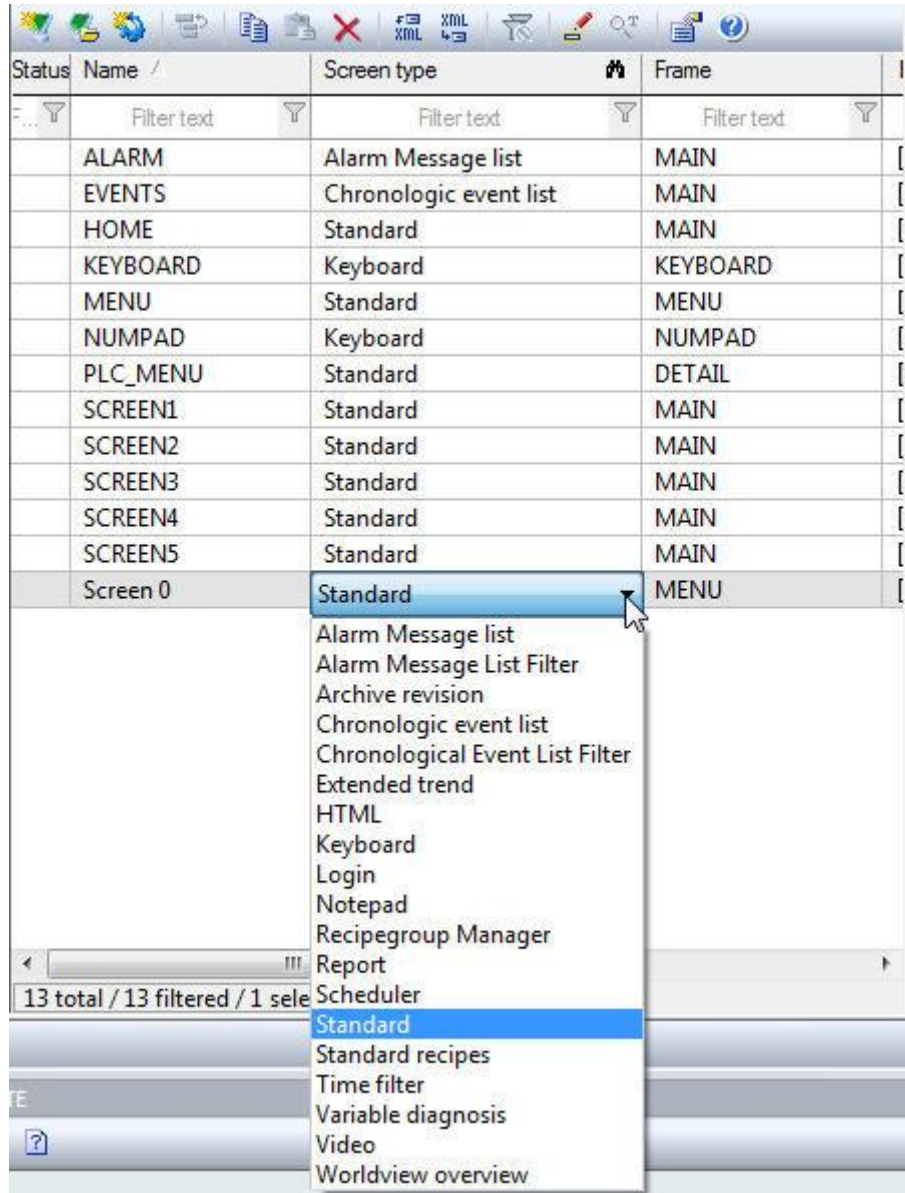 XML XML
Status Name Screen type Frame
F... Filter text Filter text Filter text
ALARM Alarm Message list MAIN [
EVENTS Chronologic event list MAIN [
HOME Standard MAIN [
KEYBOARD Keyboard KEYBOARD [
MENU Standard MENU [
NUMPAD Keyboard NUMPAD [
PLC_MENU Standard DETAIL [
SCREEN1 Standard MAIN [
SCREEN2 Standard MAIN [
SCREEN3 Standard MAIN [
SCREEN4 Standard MAIN [
SCREEN5 Standard MAIN [
Screen 0 Standard MENU [
Alarm Message list
Alarm Message List Filter
Archive revision
Chronologic event list
Chronological Event List Filter
Extended trend
HTML
Keyboard
Login
Notepad
Recipegroup Manager
Report
13 total / 13 filtered / 1 sele Scheduler
Standard
Standard recipes
TE Time filter
Variable diagnosis
Video
Worldview overview